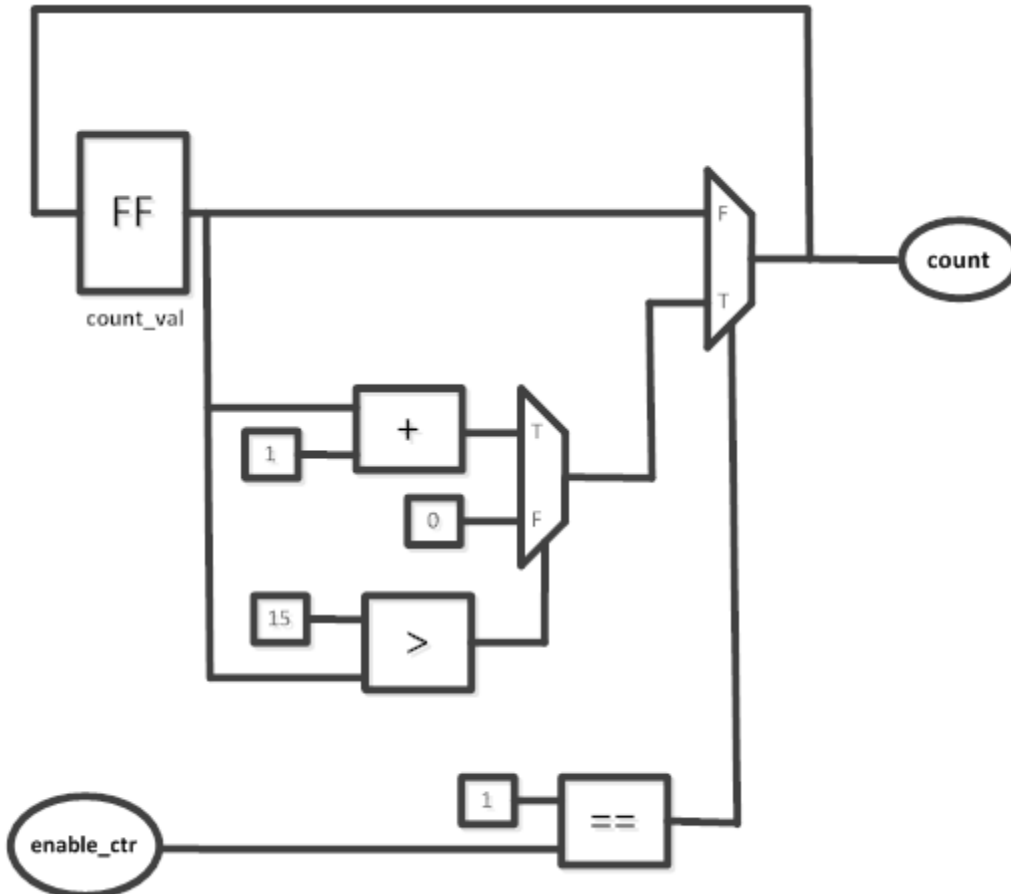 FF
count_val
F
T
count
+
1
T
0
F
15
>
1
==
enable_ctr